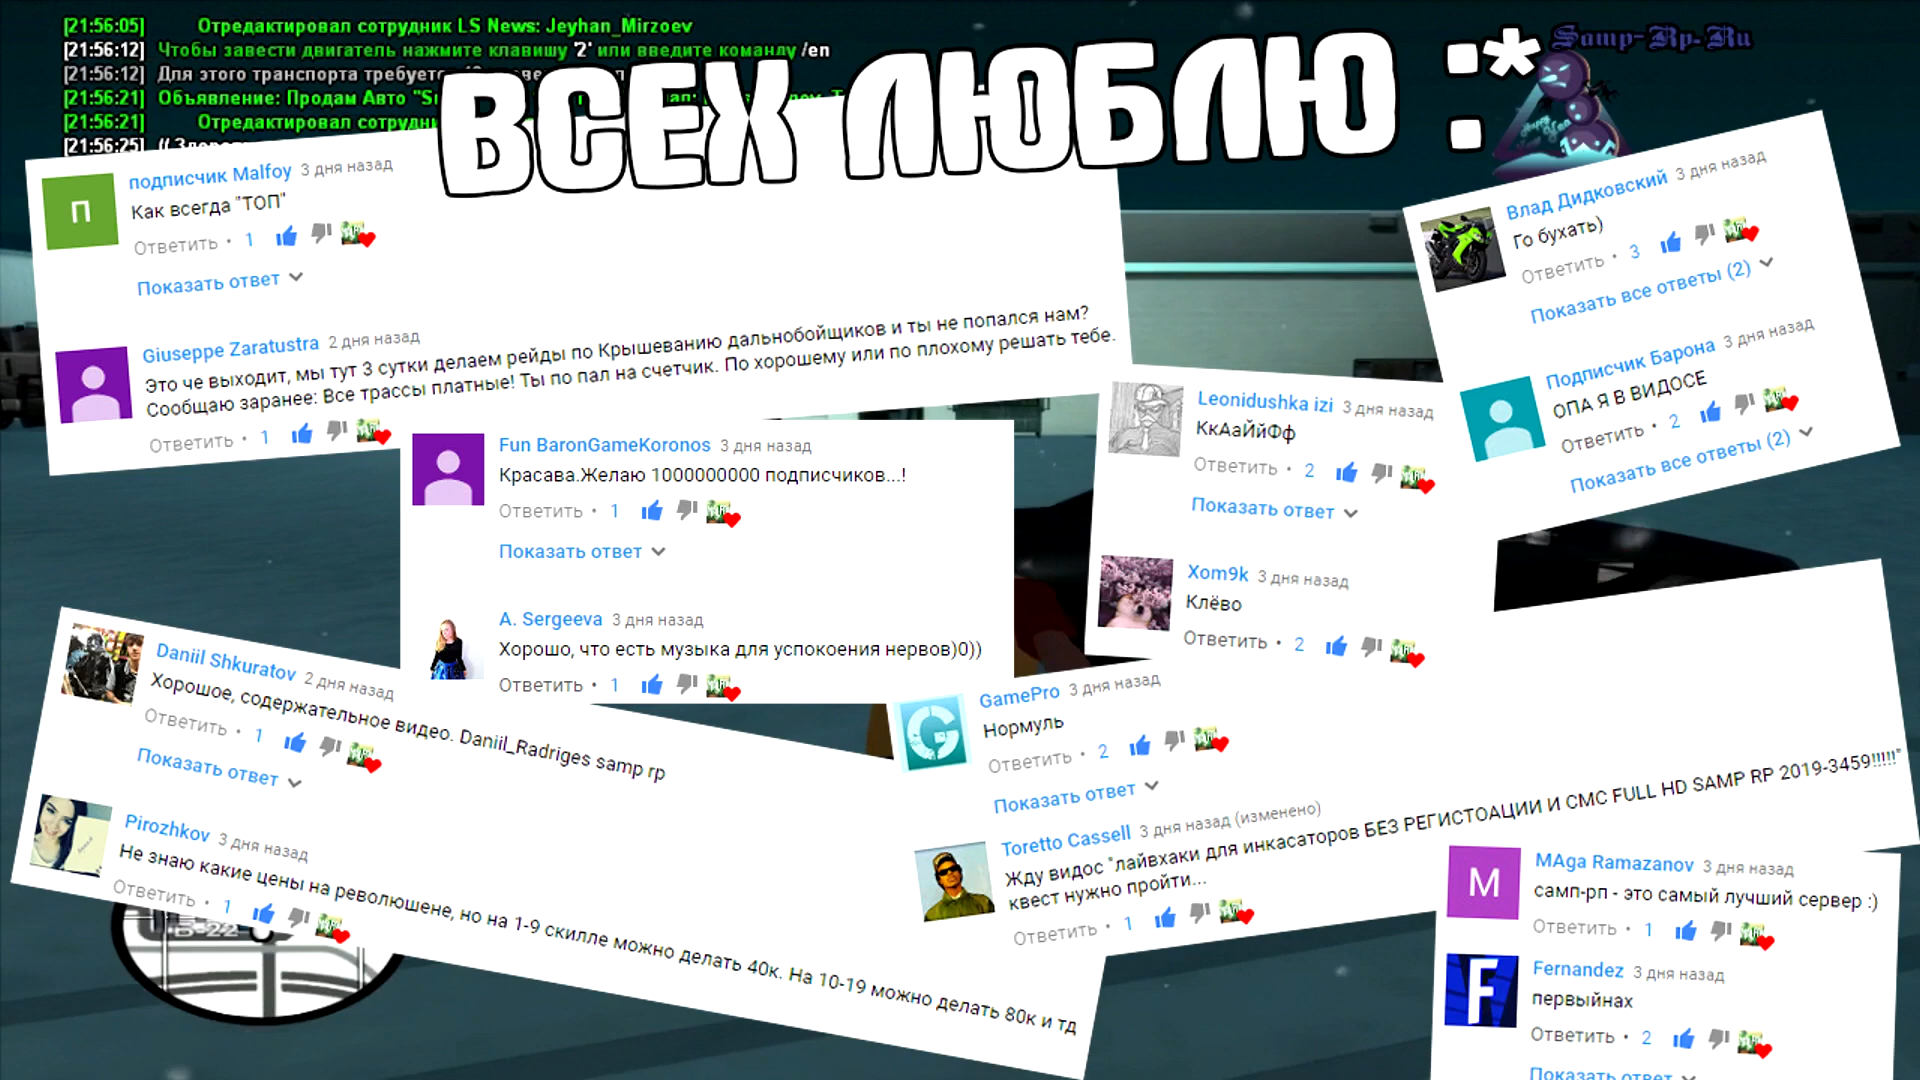 [21:56:05] Отредактировал сотрудник LS News: Jeyhan_Mirzoev
[21:56:12] Чтобы завести двигатель нажмите клавишу '2' или введите команду /en
[21:56:12] Для этого транспорта
[21:56:21] Объявление: Продам Авто
[21:56:21] Отредактировал
[21:56:25] ((
ВСЕХ ЛЮБЛЮ :*
Samp-Rp.Ru
подписчик Malfoy 3 дня назад
П
Как всегда "ТОП"
Ответить • 1
Показать ответ
Giuseppe Zaratustra 2 дня назад
Это че выходит, мы тут 3 сутки делаем рейды по Крышеванию дальнобойщиков и ты не попался нам?
Сообщаю заранее: Все трассы платные! Ты по пал на счетчик. По хорошему или по плохому решать тебе.
Ответить • 1
Влад Дидковский 3 дня назад
Го бухать)
Ответить • 3
Показать все ответы (2)
Подписчик Барона 3 дня назад
ОПА Я В ВИДОСЕ
Ответить • 2
Показать все ответы (2)
Fun BaronGameKoronos 3 дня назад
Красава.Желаю 1000000000 подписчиков...!
Ответить • 1
Показать ответ
A. Sergeeva 3 дня назад
Хорошо, что есть музыка для успокоения нервов)0))
Ответить • 1
Leonidushka izi 3 дня назад
КкАаЙйФф
Ответить • 2
Показать ответ
Xom9k 3 дня назад
Клёво
Ответить • 2
Daniil Shkuratov 2 дня назад
Хорошое, содержательное видео. Daniil_Radriges samp rp
Ответить • 1
Показать ответ
Pirozhkov 3 дня назад
Не знаю какие цены на революшене, но на 1-9 скилле можно делать 40к. На 10-19 можно делать 80к и тд
Ответить • 1
GamePro 3 дня назад
G
Нормуль
Ответить • 2
Показать ответ
Toretto Cassell 3 дня назад (изменено)
Жду видос "лайвхаки для инкасаторов БЕЗ РЕГИСТОАЦИИ И СМС FULL HD SAMP RP 2019-3459!!!!!"
квест нужно пройти...
Ответить • 1
MAga Ramazanov 3 дня назад
M
самп-рп - это самый лучший сервер :)
Ответить • 1
Fernandez 3 дня назад
F
первыйнах
Ответить • 2
Показать ответ